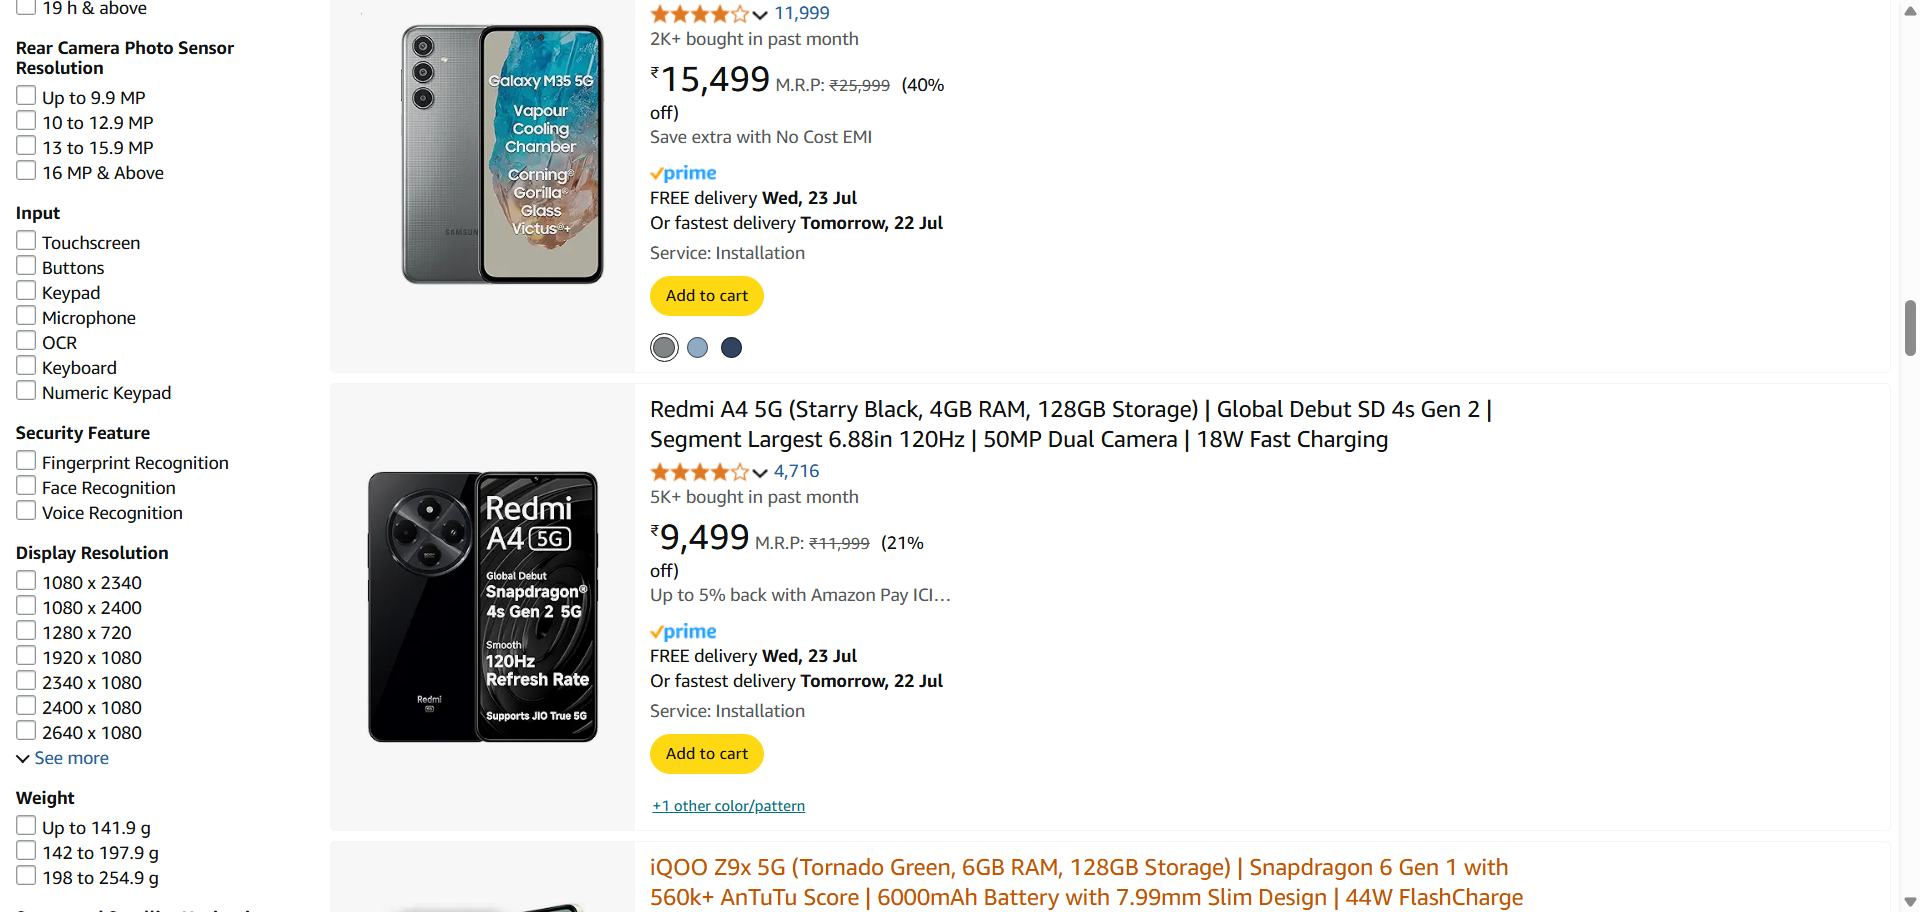 19 h & above
Rear Camera Photo Sensor
Resolution
Up to 9.9 MP
10 to 12.9 MP
13 to 15.9 MP
16 MP & Above
Input
Touchscreen
Buttons
Keypad
Microphone
OCR
Keyboard
Numeric Keypad
Security Feature
Fingerprint Recognition
Face Recognition
Voice Recognition
Display Resolution
1080 x 2340
1080 x 2400
1280 x 720
1920 x 1080
2340 x 1080
2400 x 1080
2640 x 1080
See more
Weight
Up to 141.9 g
142 to 197.9 g
198 to 254.9 g
Galaxy M35 5G
Vapour
Cooling
Chamber
Corning®
Gorilla®
Glass
Victus®+
SAMSUN
11,999
2K+ bought in past month
₹15,499 M.R.P: ₹25,999 (40%
off)
Save extra with No Cost EMI
prime
FREE delivery Wed, 23 Jul
Or fastest delivery Tomorrow, 22 Jul
Service: Installation
Add to cart
Redmi
A4 5G
Global Debut
Snapdragon®
4s Gen 2 5G
Smooth
120Hz
Refresh Rate
Supports JIO True 5G
Redmi
5G
Redmi A4 5G (Starry Black, 4GB RAM, 128GB Storage) | Global Debut SD 4s Gen 2 |
Segment Largest 6.88in 120Hz | 50MP Dual Camera | 18W Fast Charging
4,716
5K+ bought in past month
₹9,499 M.R.P: ₹11,999 (21%
off)
Up to 5% back with Amazon Pay ICI…
prime
FREE delivery Wed, 23 Jul
Or fastest delivery Tomorrow, 22 Jul
Service: Installation
Add to cart
+1 other color/pattern
iQOO Z9x 5G (Tornado Green, 6GB RAM, 128GB Storage) | Snapdragon 6 Gen 1 with
560k+ AnTuTu Score | 6000mAh Battery with 7.99mm Slim Design | 44W FlashCharge